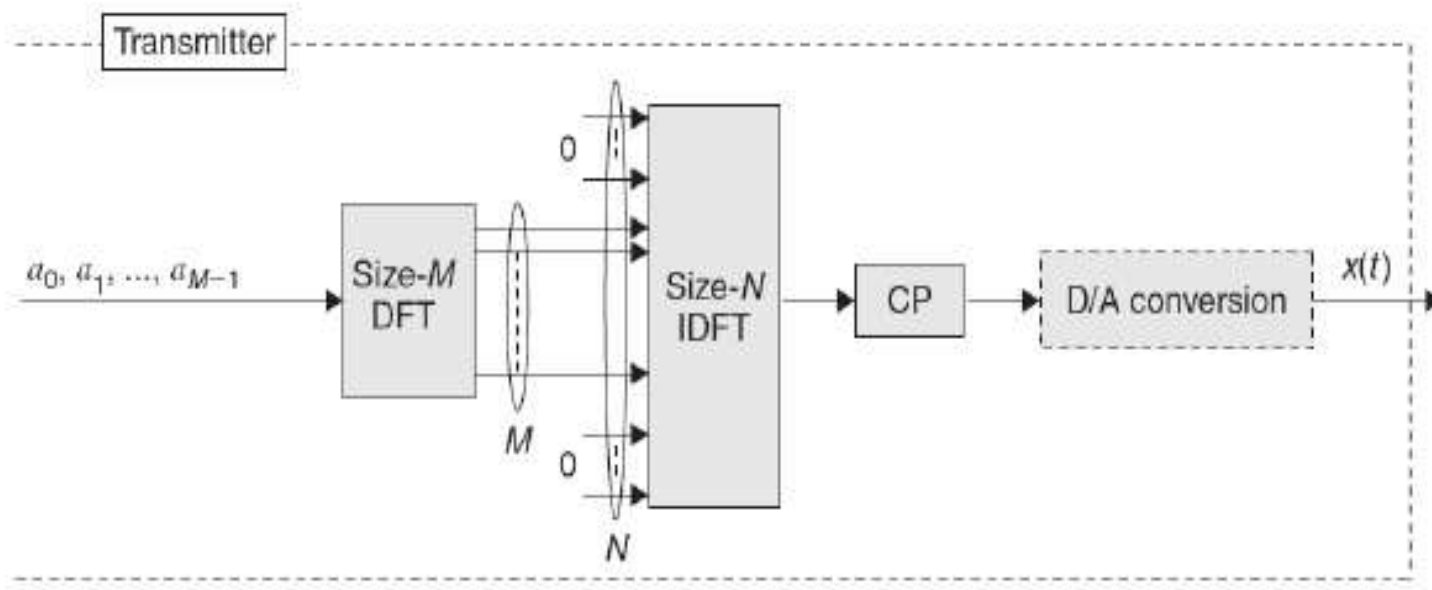 Transmitter
0
a0, a1, ..., aM−1
Size-M
DFT
M
0
N
Size-N
IDFT
CP
D/A conversion
x(t)